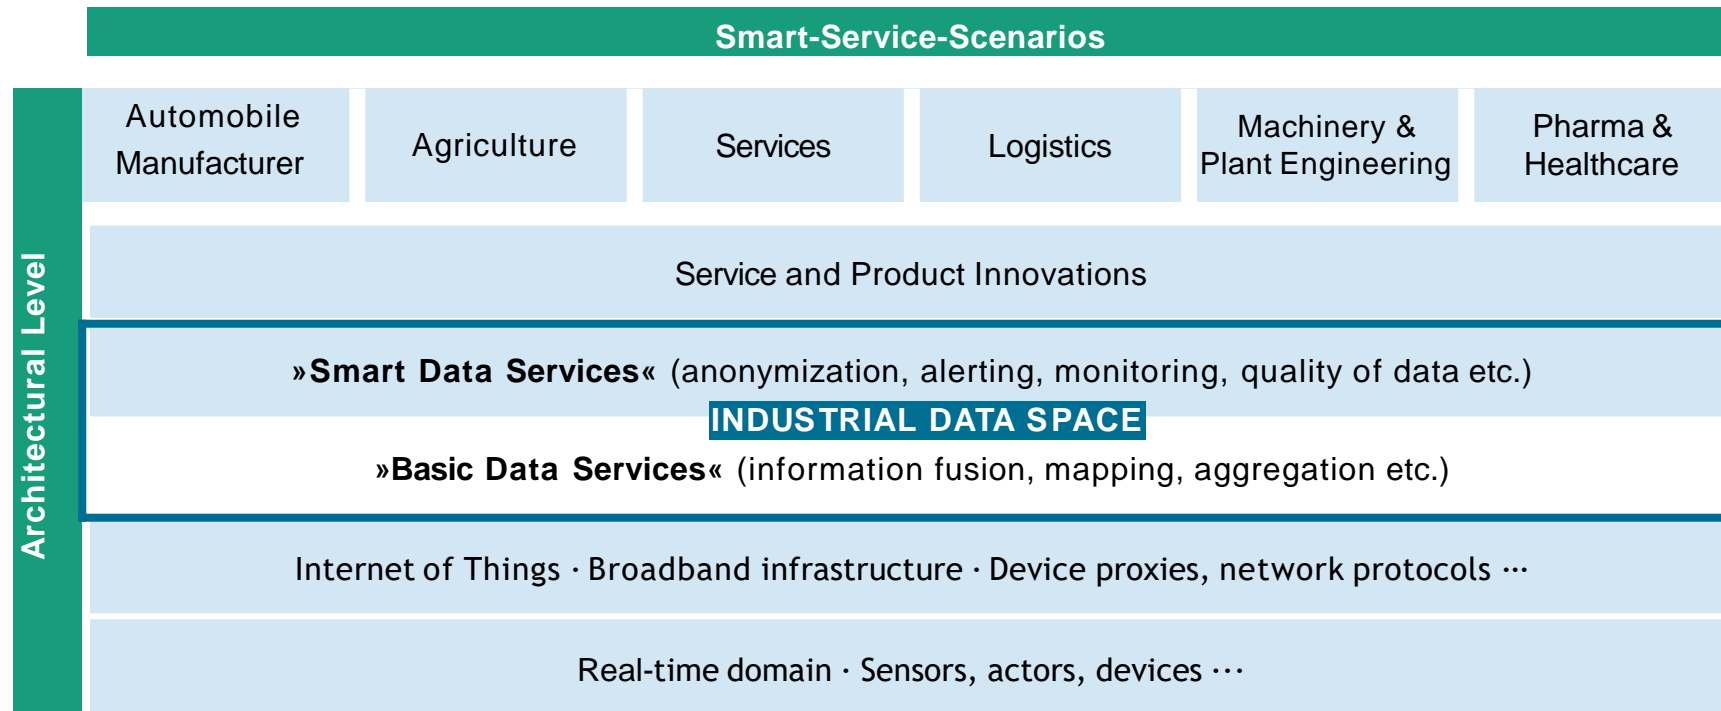 Smart-Service-Scenarios
Architectural Level
Automobile
Manufacturer
Agriculture
Services
Logistics
Machinery &
Plant Engineering
Pharma &
Healthcare
Service and Product Innovations
»Smart Data Services« (anonymization, alerting, monitoring, quality of data etc.)
INDUSTRIAL DATA SPACE
»Basic Data Services« (information fusion, mapping, aggregation etc.)
Internet of Things · Broadband infrastructure · Device proxies, network protocols ···
Real-time domain · Sensors, actors, devices ···